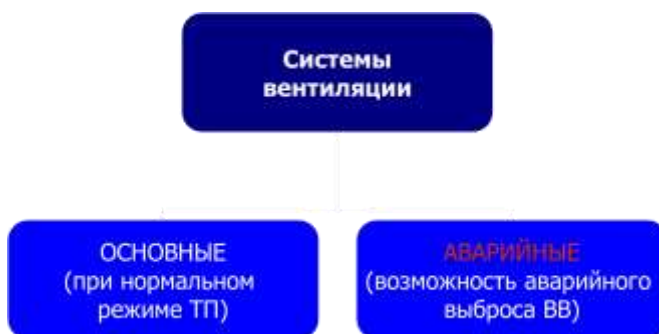 Системы
вентиляции
ОСНОВНЫЕ
(при нормальном
режиме ТП)
АВАРИЙНЫЕ
(возможность аварийного
выброса ВВ)